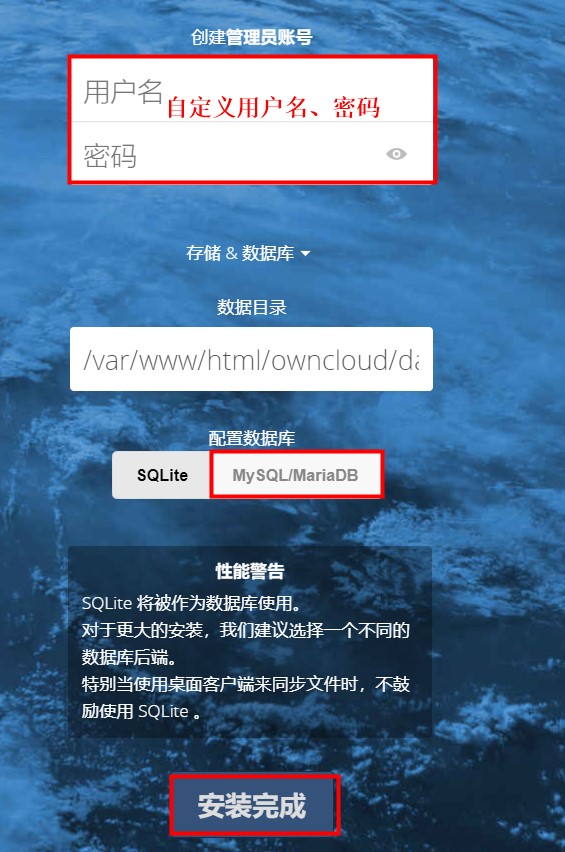 创建管理员账号
用户名
自定义用户名、密码
密码
存储 & 数据库
数据目录
/var/www/html/owncloud/da
配置数据库
SQLite
MySQL/MariaDB
性能警告
SQLite 将被作为数据库使用。
对于更大的安装，我们建议选择一个不同的
数据库后端。
特别当使用桌面客户端来同步文件时，不鼓
励使用 SQLite 。
安装完成